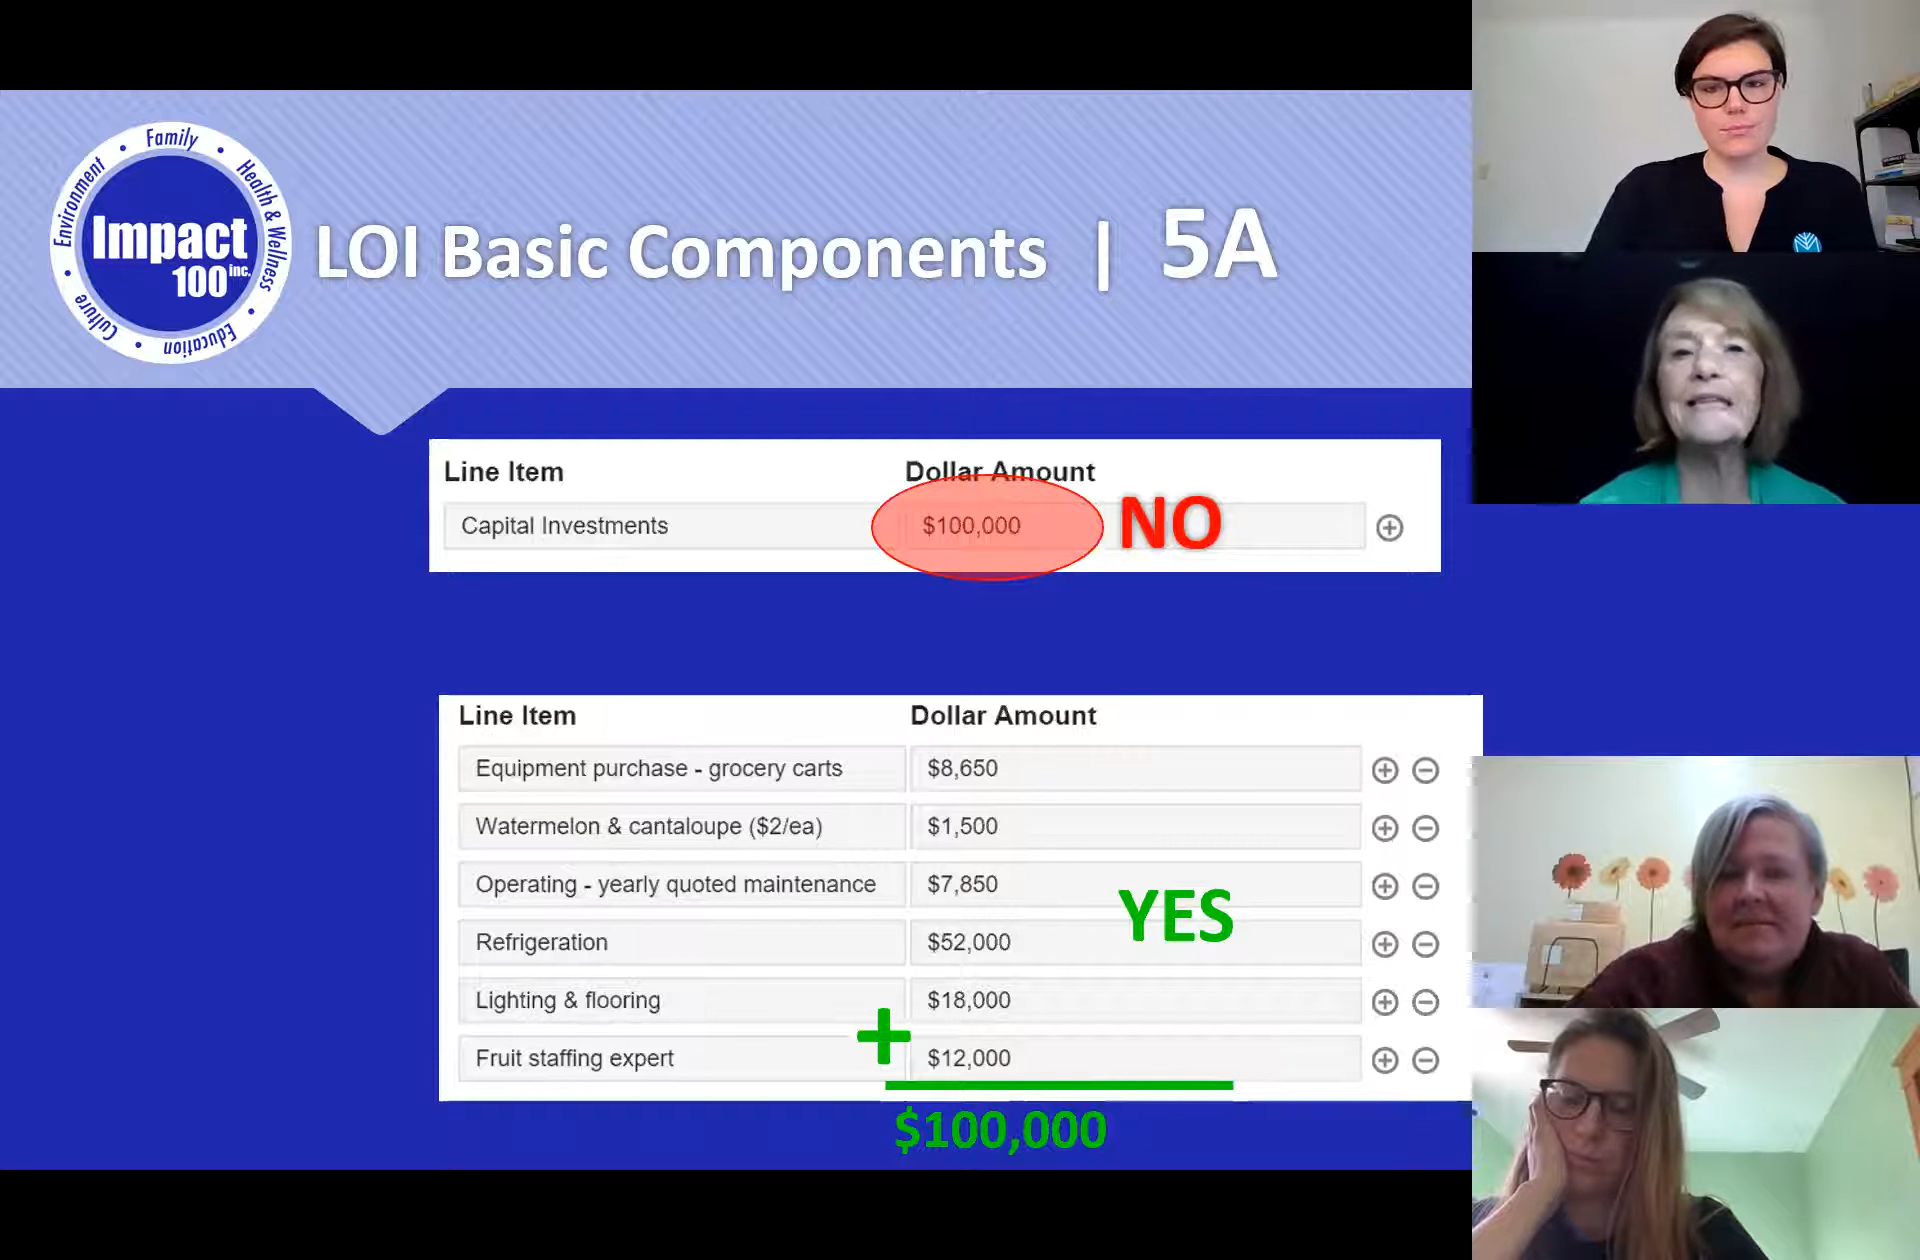 Family
Environment
Health & Wellness
Impact
100 inc.
Culture
Education
LOI Basic Components | 5A
Line Item Dollar Amount
Capital Investments $100,000 NO
Line Item Dollar Amount
Equipment purchase - grocery carts $8,650
Watermelon & cantaloupe ($2/ea) $1,500
Operating - yearly quoted maintenance $7,850
YES
Refrigeration $52,000
Lighting & flooring $18,000
+
Fruit staffing expert $12,000
$100,000